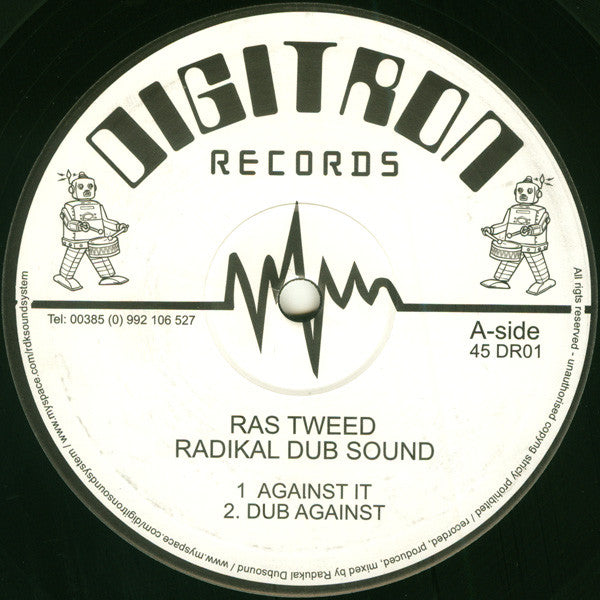 DIGITRON
RECORDS
Tel: 00385 (0) 992 106 527
A-side
45 DR01
RAS TWEED
RADIKAL DUB SOUND
1 AGAINST IT
2. DUB AGAINST
All rigts reserved - unauthorised copyng stricly prohibited / recorded, produced, mixed by Radukal Dubsound / www.myspace.com/digitronsoundsystem / www.myspace.com/rdksoundsystem